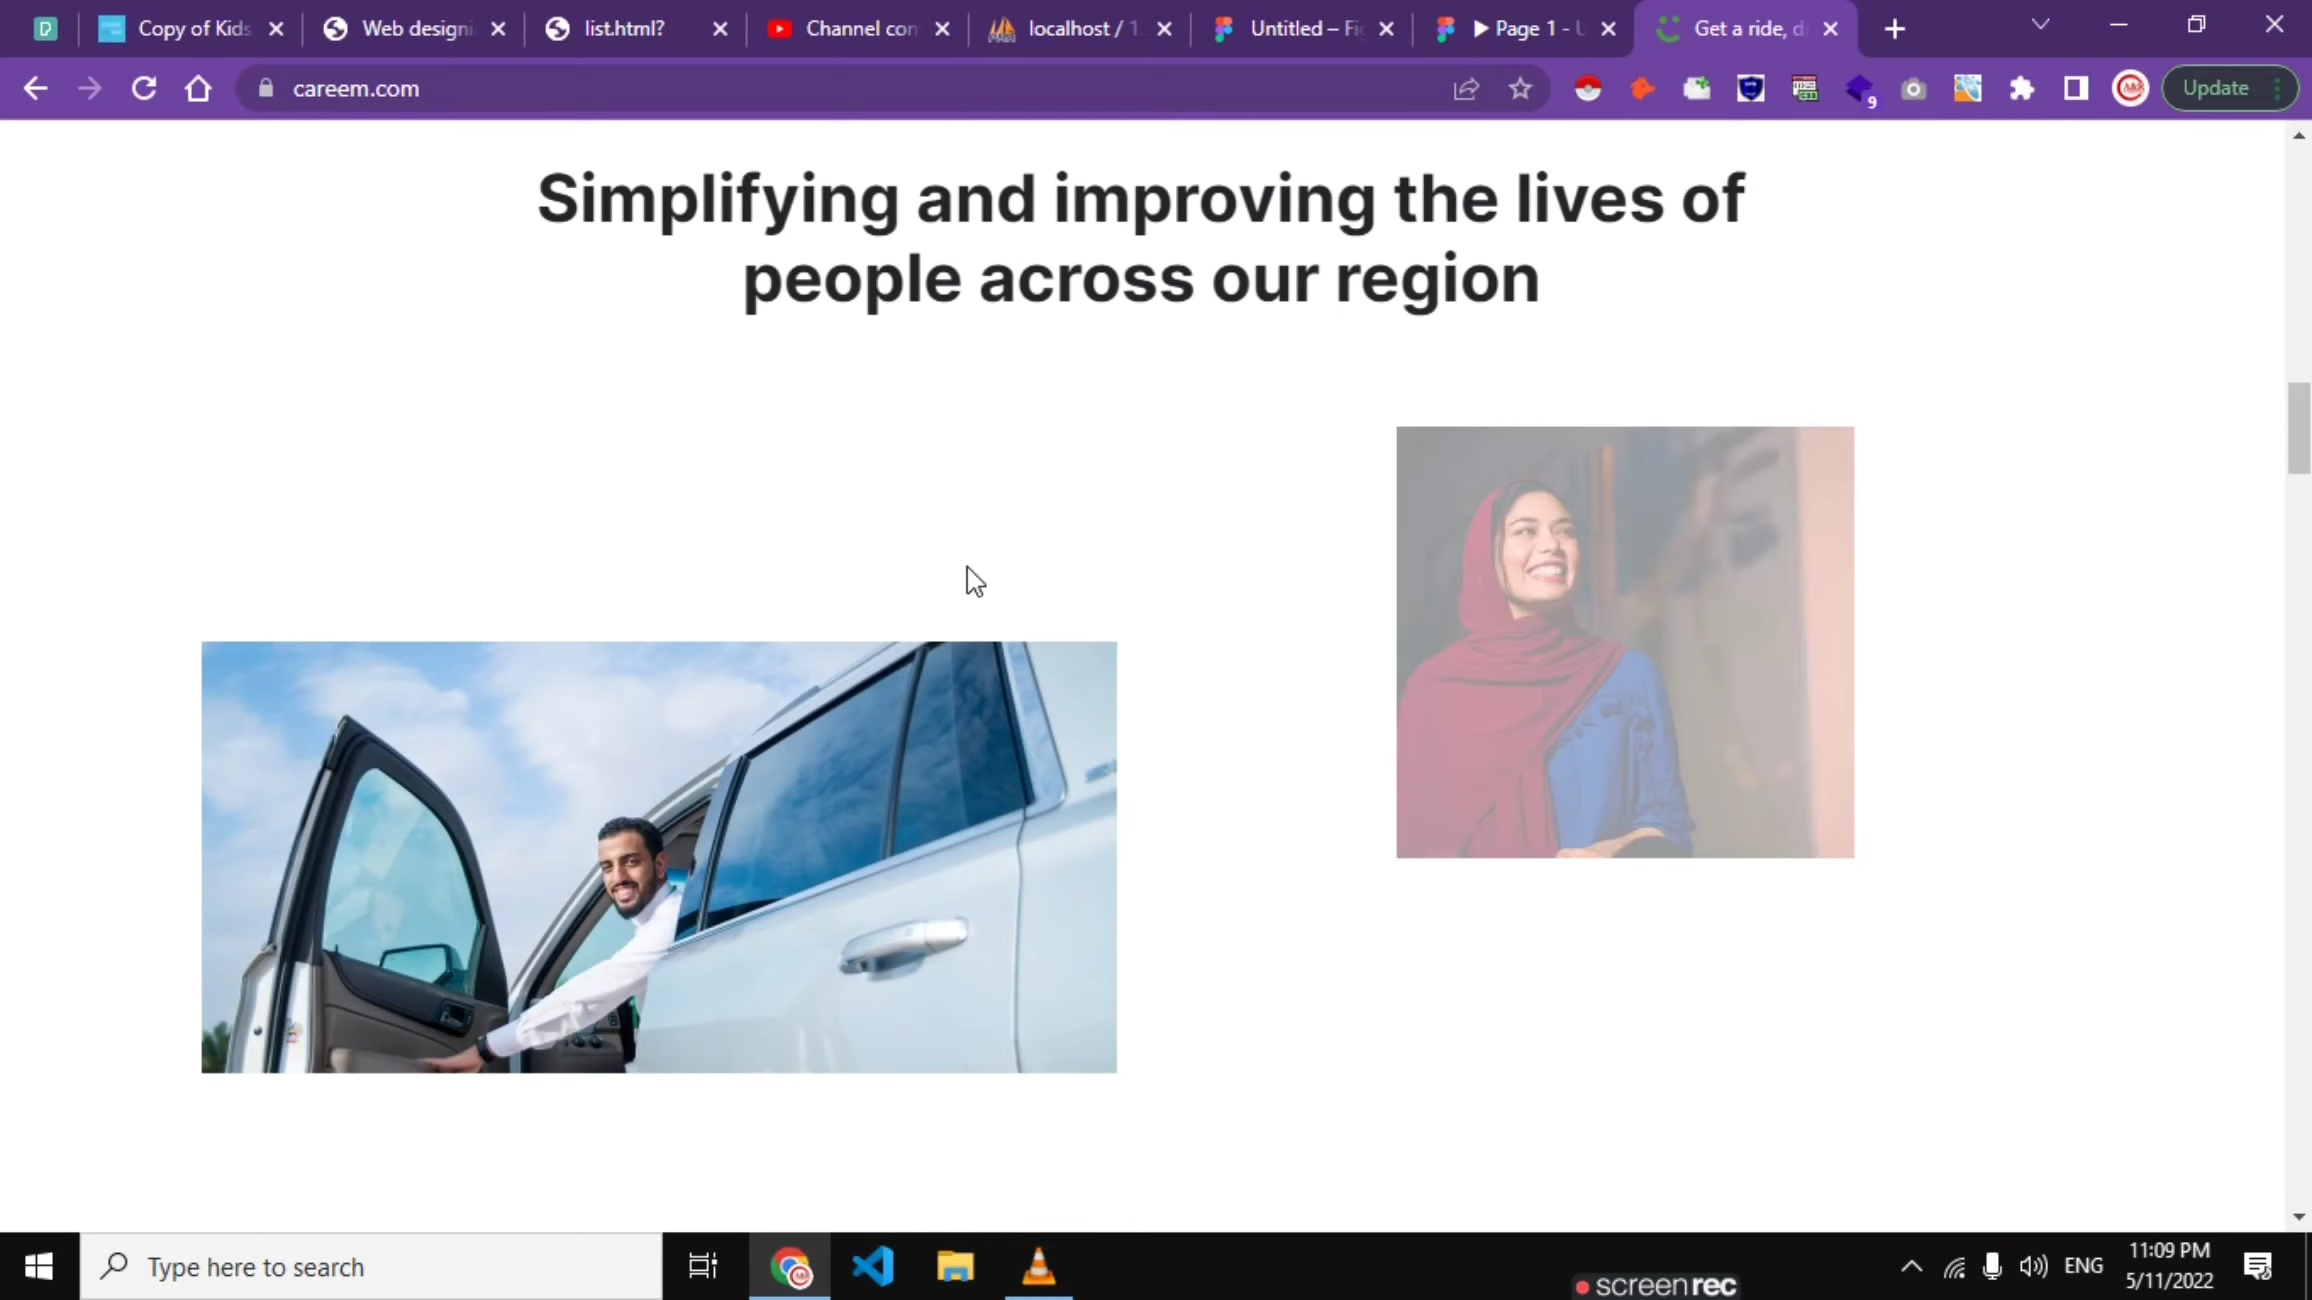 Copy of Kids
Web designi
list.html?
Channel con
localhost / 1
Untitled – Fi
Page 1 - U
Get a ride, d
careem.com
9
Update
Simplifying and improving the lives of
people across our region
Type here to search
ENG
11:09 PM
5/11/2022
screenrec